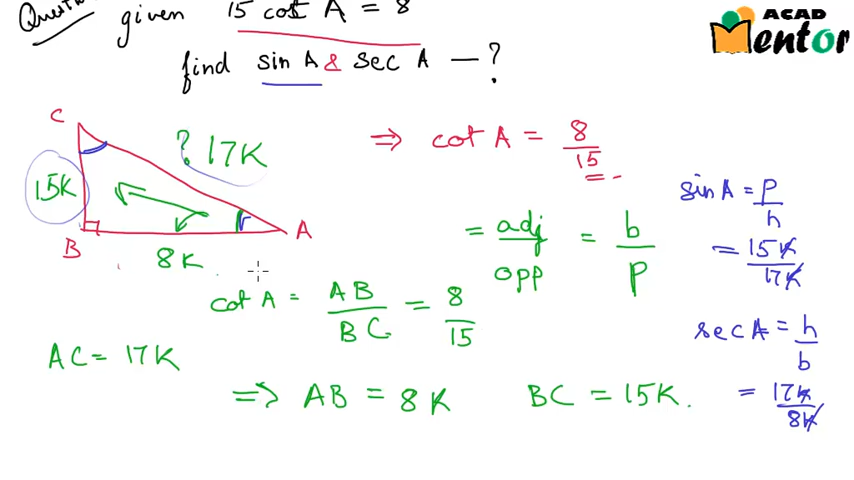 Question given 15 cot A = 8
ACAD
Mentor
find sin A & sec A — ?
C
? 17K
⇒ cot A = 8/15
15K
sin A = P/h
= 15K/17K
B
A
8K
= adj/opp = b/P
cot A = AB/BC = 8/15
sec A = h/b
= 17K/8K
AC = 17K
⇒ AB = 8K BC = 15K.